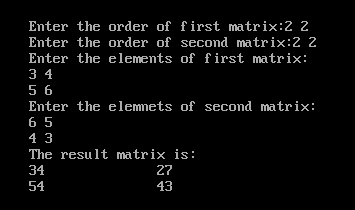 Enter the order of first matrix:2 2
Enter the order of second matrix:2 2
Enter the elements of first matrix:
3 4
5 6
Enter the elemnets of second matrix:
6 5
4 3
The result matrix is:
34 27
54 43